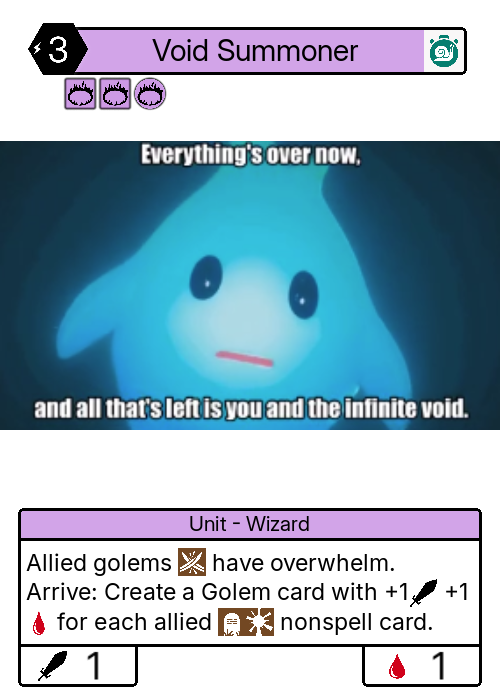 3 Void Summoner
Everything's over now,
and all that's left is you and the infinite void.
Unit - Wizard
Allied golems have overwhelm.
Arrive: Create a Golem card with +1 +1
for each allied nonspell card.
1 1